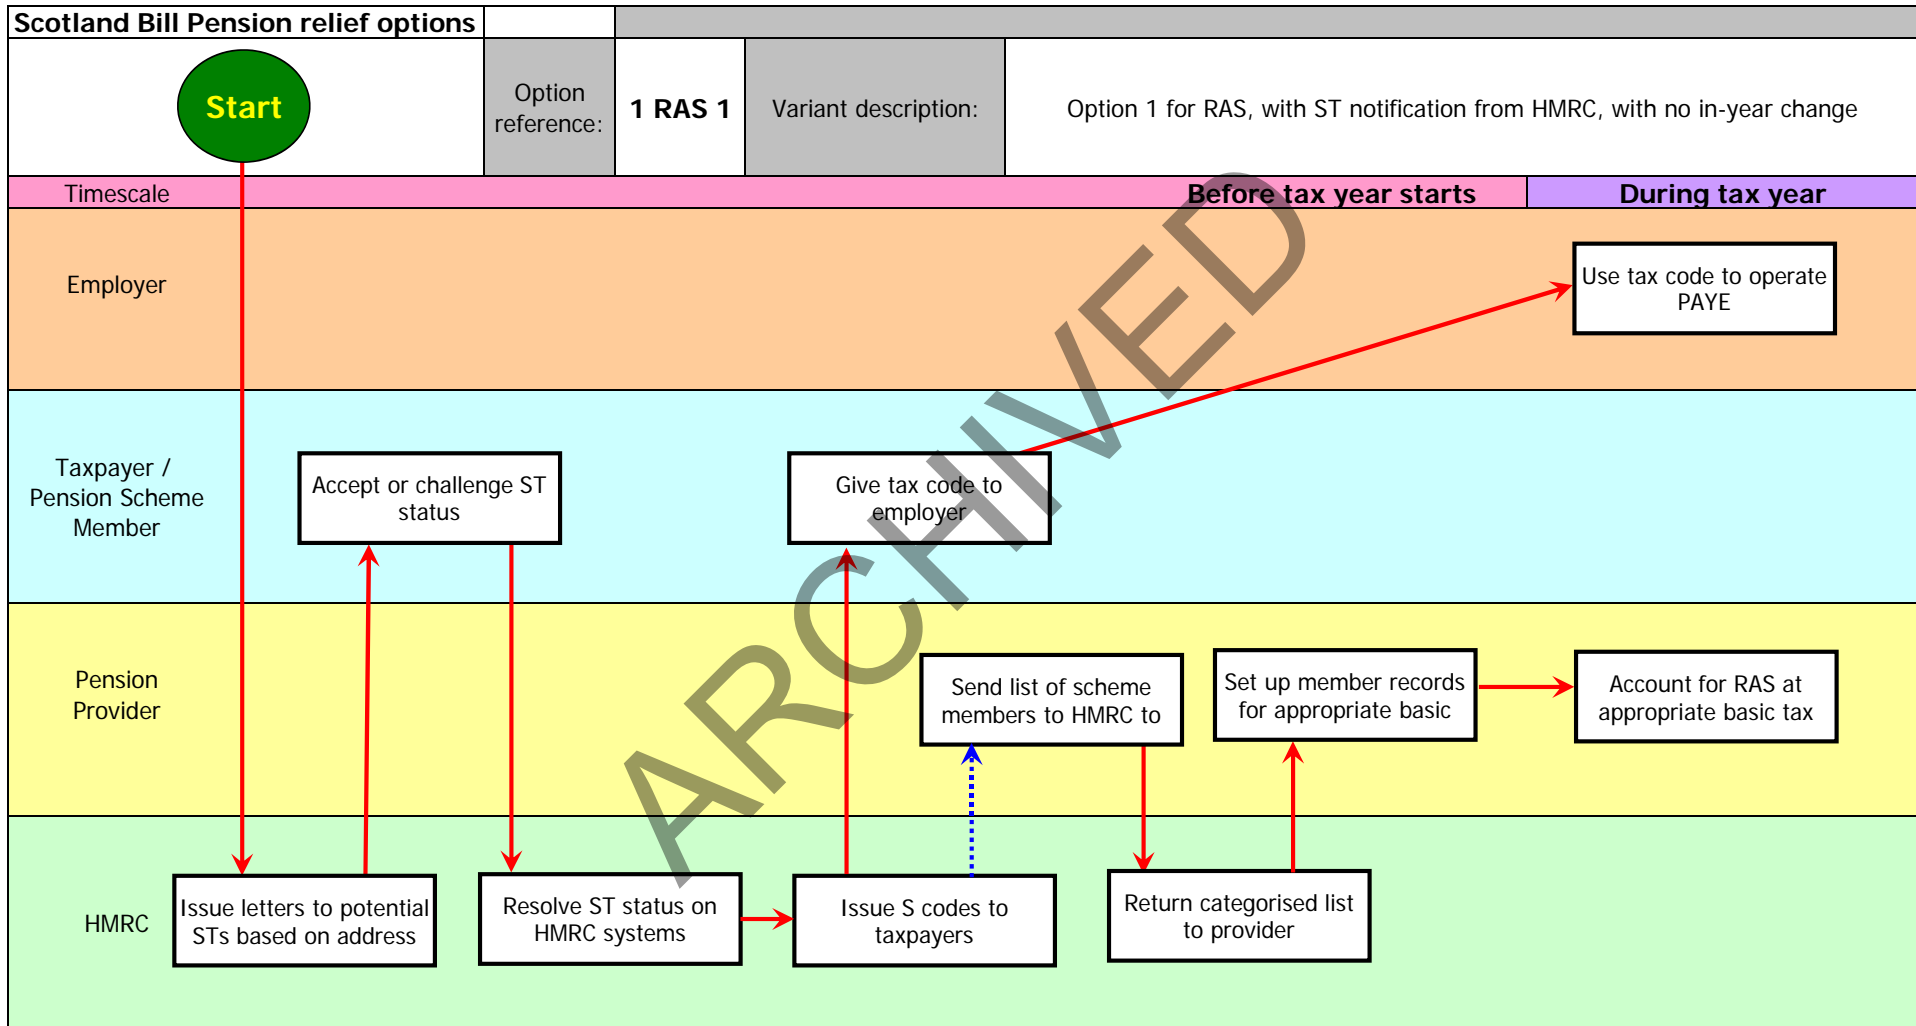 Scotland Bill Pension relief options
Start
Option
reference:
1 RAS 1
Variant description:
Option 1 for RAS, with ST notification from HMRC, with no in-year change
Timescale
Before tax year starts
During tax year
Employer
Use tax code to operate
PAYE
Taxpayer /
Pension Scheme
Member
Accept or challenge ST
status
Give tax code to
employer
Pension
Provider
Send list of scheme
members to HMRC to
Set up member records
for appropriate basic
Account for RAS at
appropriate basic tax
HMRC
Issue letters to potential
STs based on address
Resolve ST status on
HMRC systems
Issue S codes to
taxpayers
Return categorised list
to provider
ARCHIVED